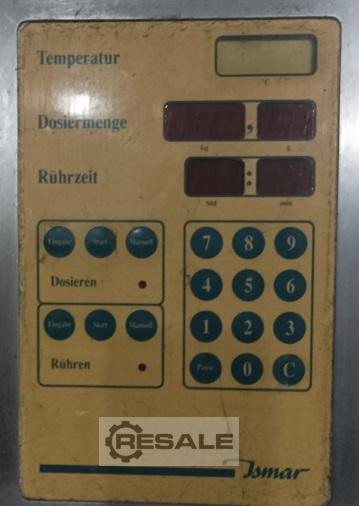 Temperatur
°C
Dosiermenge
,
kg g
Rührzeit
:
Std min
Eingabe Start Manuell
Dosieren
Eingabe Start Manuell
Rühren
7 8 9
4 5 6
1 2 3
Pause 0 C
RESALE
Ismar